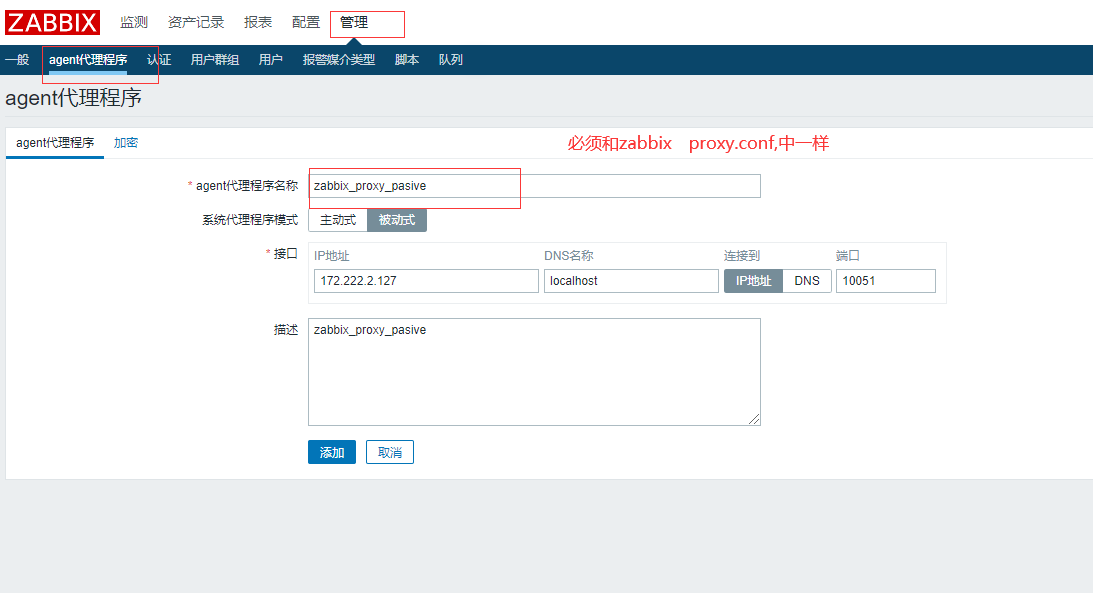 ZABBIX 监测 资产记录 报表 配置 管理
一般 agent代理程序 认证 用户群组 用户 报警媒介类型 脚本 队列
agent代理程序
agent代理程序 加密 必须和zabbix proxy.conf,中一样
* agent代理程序名称 zabbix_proxy_pasive
系统代理程序模式 主动式 被动式
* 接口 IP地址 DNS名称 连接到 端口
172.222.2.127 localhost IP地址 DNS 10051
描述 zabbix_proxy_pasive
添加 取消